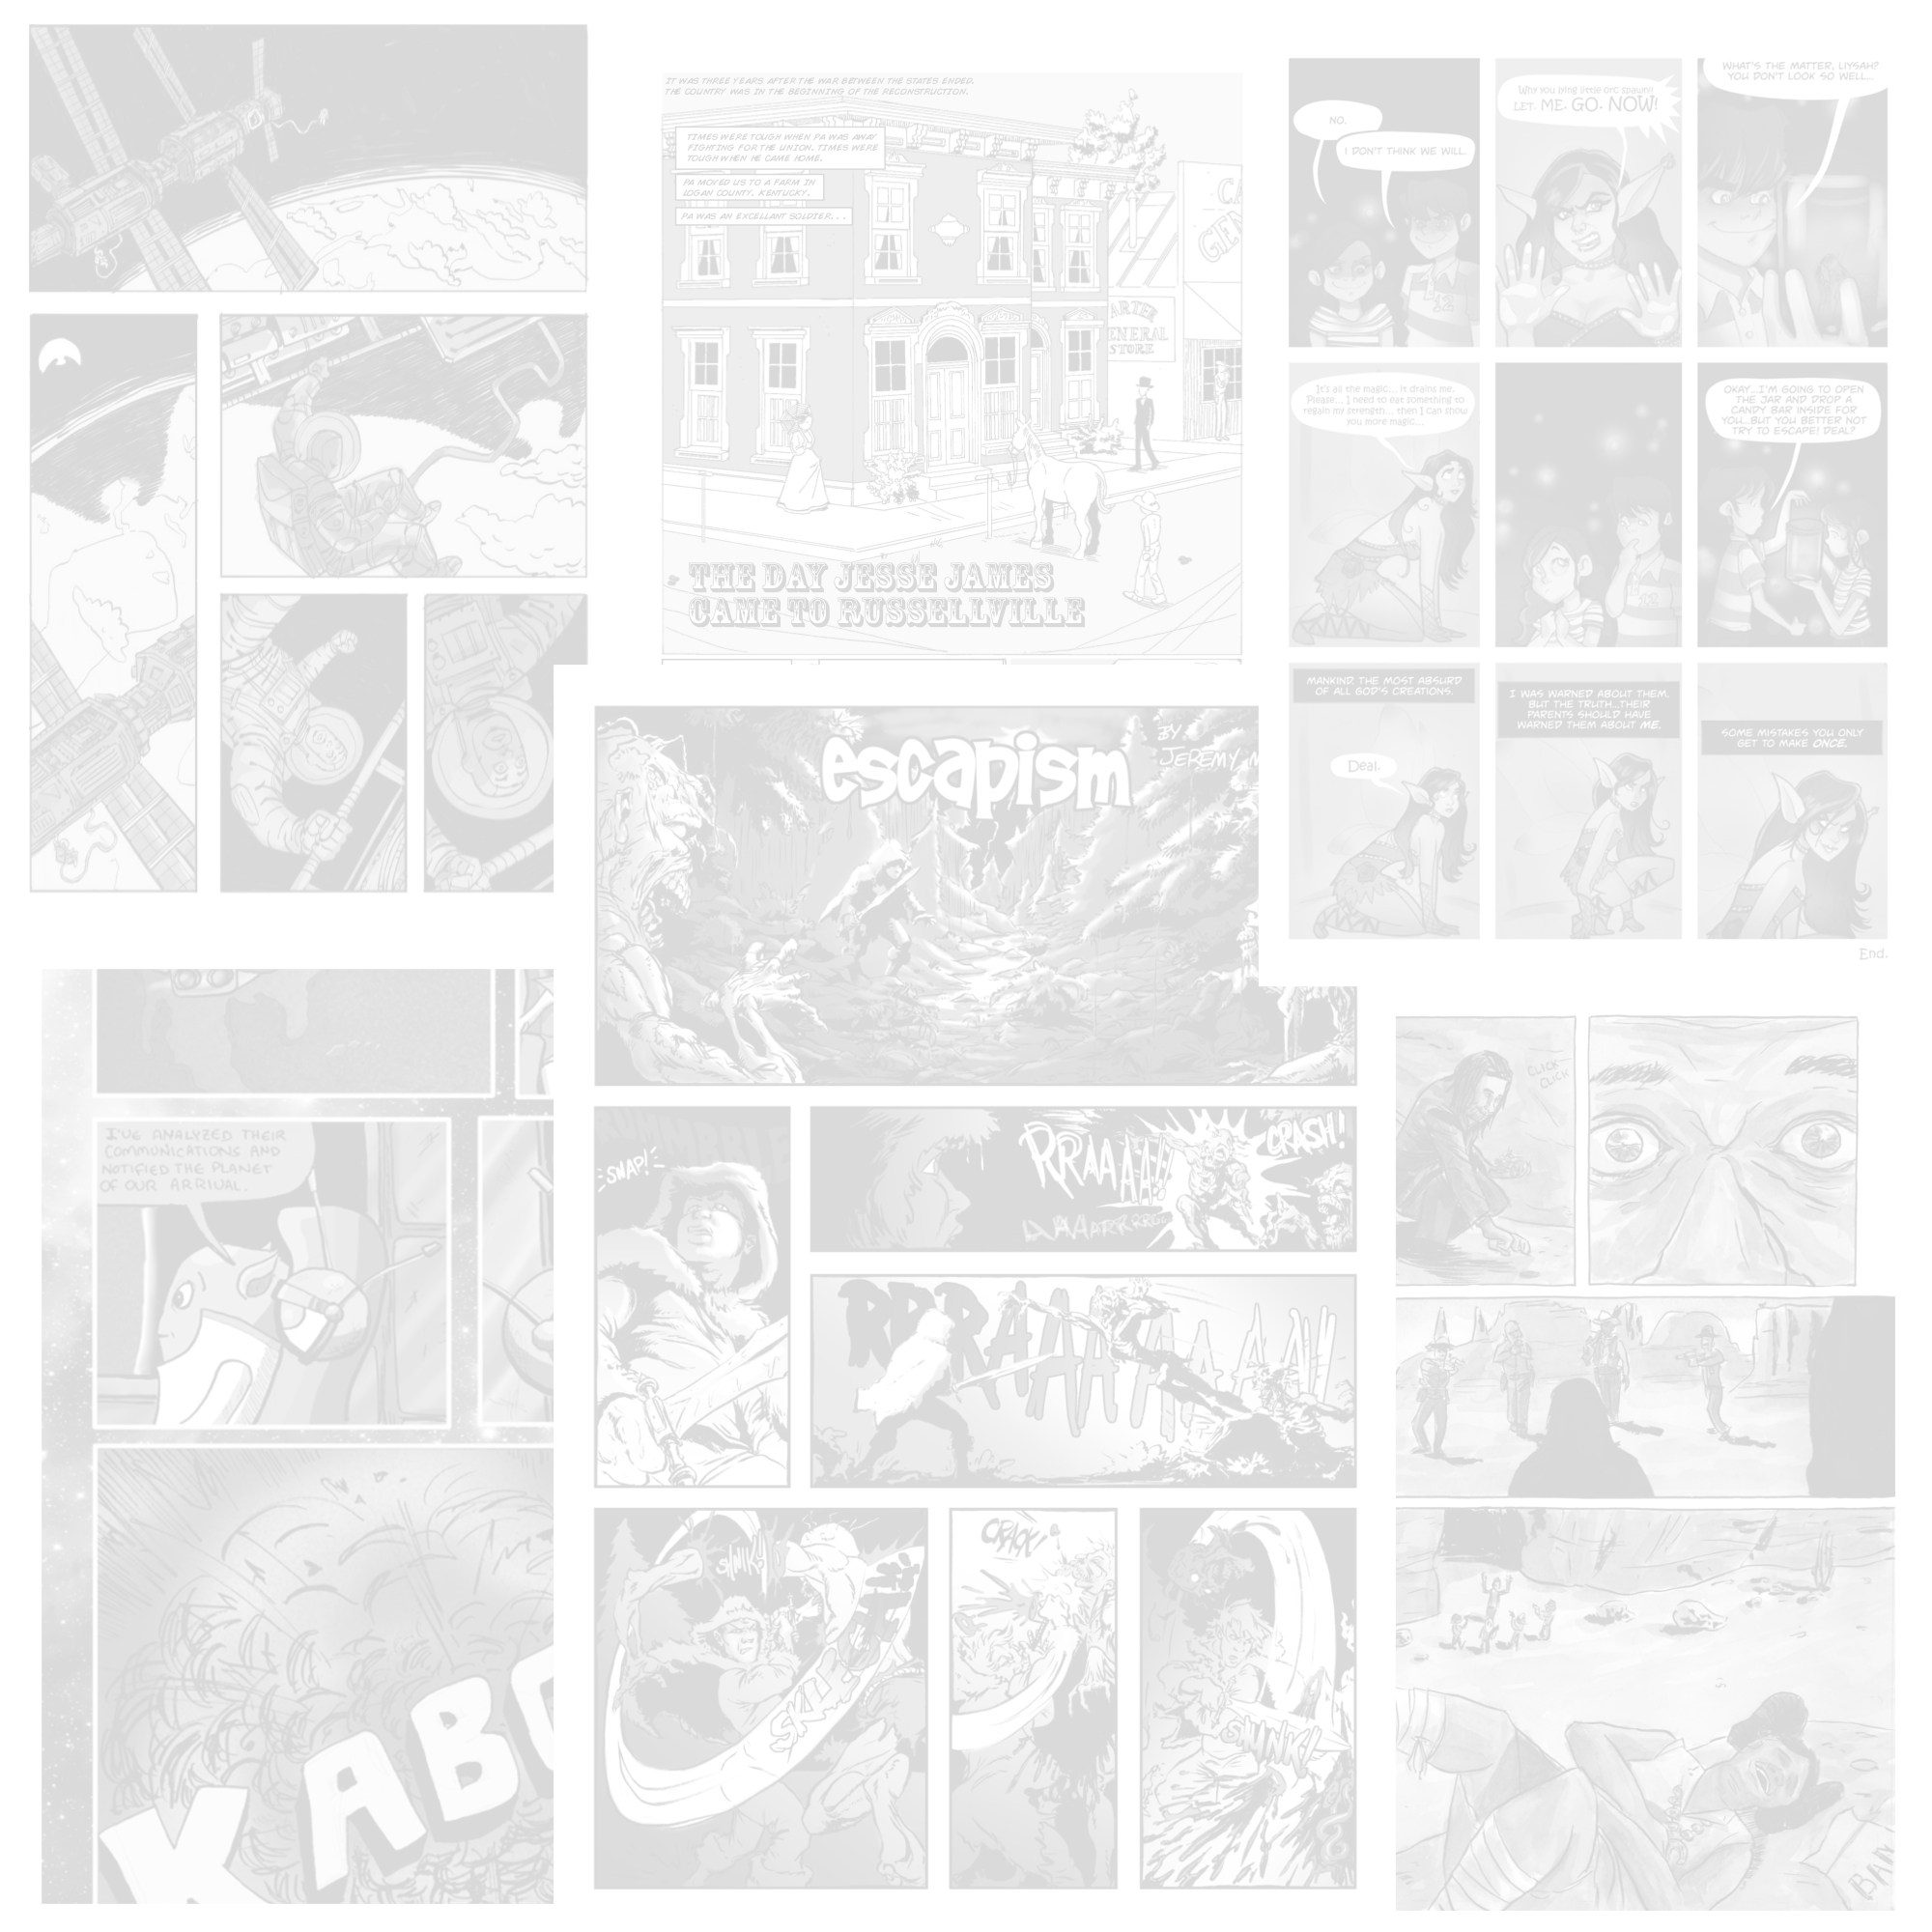 IT WAS THREE YEARS AFTER THE WAR BETWEEN THE STATES ENDED.
THE COUNTRY WAS IN THE BEGINNING OF THE RECONSTRUCTION.
TIMES WERE TOUGH WHEN PA WAS AWAY
FIGHTING FOR THE UNION. TIMES WERE
TOUGH WHEN HE CAME HOME.
PA MOVED US TO A FARM IN
LOGAN COUNTY, KENTUCKY.
PA WAS AN EXCELLANT SOLDIER...
CA
GEN
ARTER
ENERAL
STORE
THE DAY JESSE JAMES
CAME TO RUSSELLVILLE
NO.
I DON'T THINK WE WILL.
Why you lying little orc spawn!!
LET. ME. GO. NOW!
WHAT'S THE MATTER, LIYSAH?
YOU DON'T LOOK SO WELL...
It's all the magic... it drains me.
Please... I need to eat something to
regain my strength... then I can show
you more magic...
OKAY...I'M GOING TO OPEN
THE JAR AND DROP A
CANDY BAR INSIDE FOR
YOU...BUT YOU BETTER NOT
TRY TO ESCAPE! DEAL?
MANKIND. THE MOST ABSURD
OF ALL GOD'S CREATIONS.
Deal.
I WAS WARNED ABOUT THEM.
BUT THE TRUTH...THEIR
PARENTS SHOULD HAVE
WARNED THEM ABOUT ME.
SOME MISTAKES YOU ONLY
GET TO MAKE ONCE.
End.
escapism
BY
JEREMY M
SNAP!
RRAAAA!!
CRASH!
RRRAAAAAAA!!
SHNIK!
CRACK!
SHUNK!
I'VE ANALYZED THEIR
COMMUNICATIONS AND
NOTIFIED THE PLANET
OF OUR ARRIVAL.
KABO
CLICK
CLICK